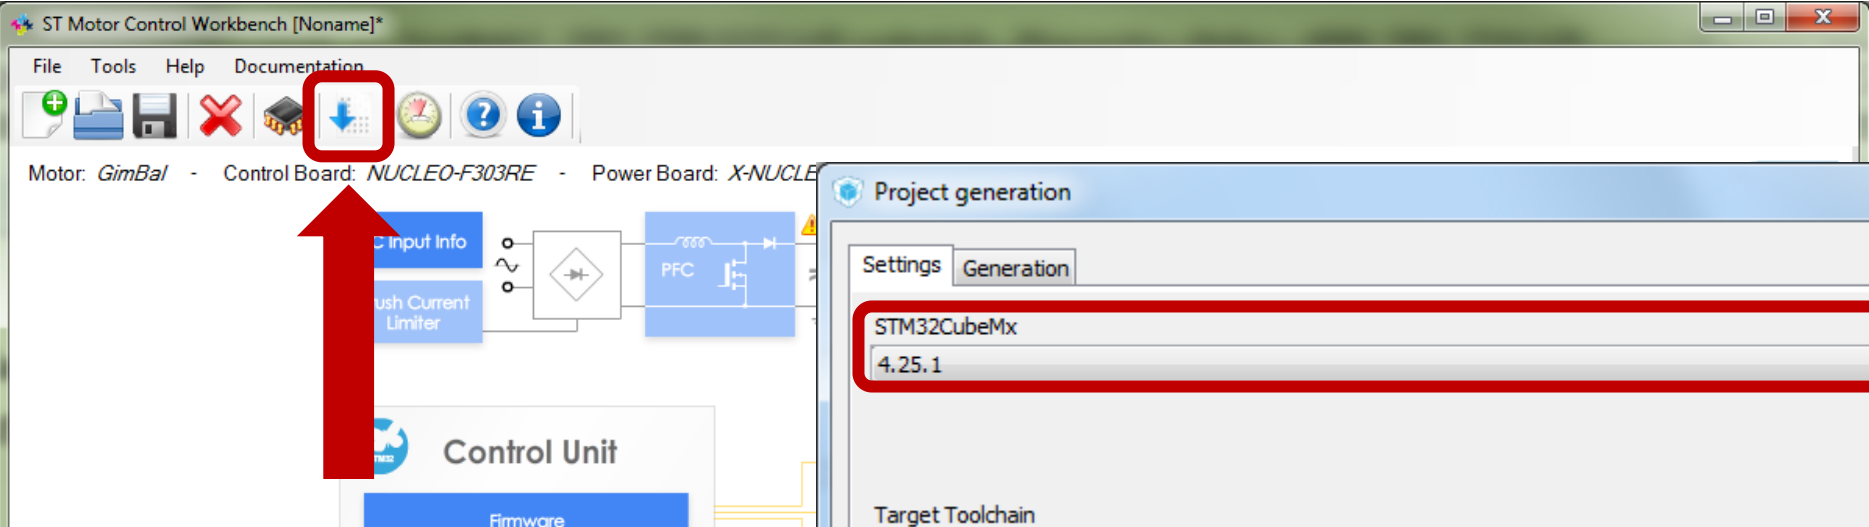 ST Motor Control Workbench [Noname]*
File Tools Help Documentation
Motor: GimBal - Control Board: NUCLEO-F303RE - Power Board: X-NUCLE
Project generation
C Input Info
PFC
Settings Generation
ush Current
Limiter
STM32CubeMx
4.25.1
Control Unit
Firmware
Target Toolchain